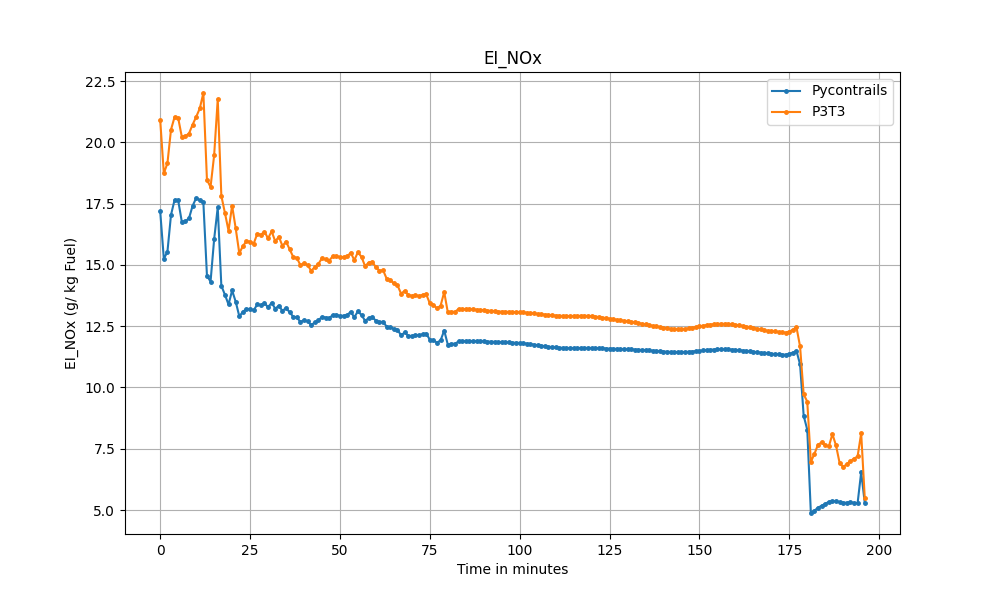 EI_NOx
Pycontrails
P3T3
EI_NOx (g/ kg Fuel)
22.5
20.0
17.5
15.0
12.5
10.0
7.5
5.0
0 25 50 75 100 125 150 175 200
Time in minutes